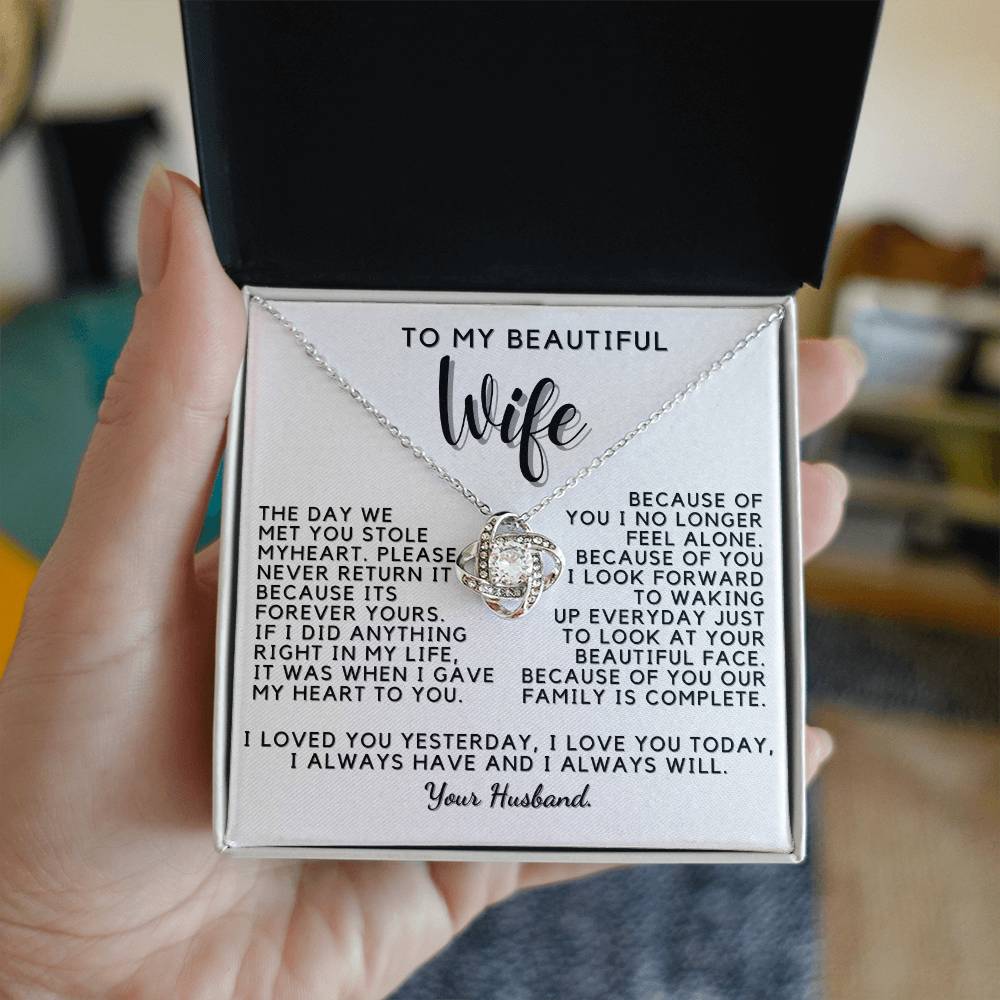 TO MY BEAUTIFUL
Wife
THE DAY WE
MET YOU STOLE
MYHEART. PLEASE
NEVER RETURN IT
BECAUSE ITS
FOREVER YOURS.
IF I DID ANYTHING
RIGHT IN MY LIFE,
IT WAS WHEN I GAVE
MY HEART TO YOU.
BECAUSE OF
YOU I NO LONGER
FEEL ALONE.
BECAUSE OF YOU
I LOOK FORWARD
TO WAKING
UP EVERYDAY JUST
TO LOOK AT YOUR
BEAUTIFUL FACE.
BECAUSE OF YOU OUR
FAMILY IS COMPLETE.
I LOVED YOU YESTERDAY, I LOVE YOU TODAY,
I ALWAYS HAVE AND I ALWAYS WILL.
Your Husband.